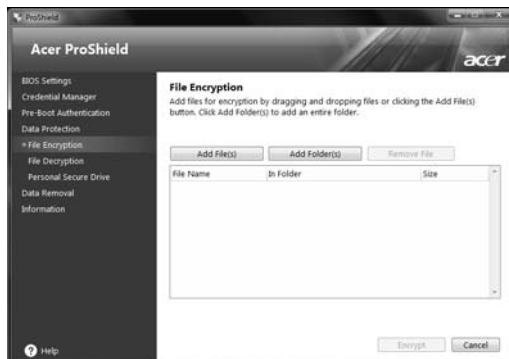 ProShield
Acer ProShield
acer
BIOS Settings
Credential Manager
Pre-Boot Authentication
Data Protection
File Encryption
File Decryption
Personal Secure Drive
Data Removal
Information
Help
File Encryption
Add files for encryption by dragging and dropping files or clicking the Add File(s)
button. Click Add Folder(s) to add an entire folder.
Add File(s) Add Folder(s) Remove File
File Name In Folder Size
Encrypt Cancel